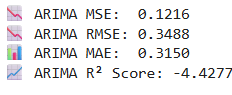 📉 ARIMA MSE:  0.1216
📉 ARIMA RMSE: 0.3488
📊 ARIMA MAE:  0.3150
📈 ARIMA R² Score: -4.4277